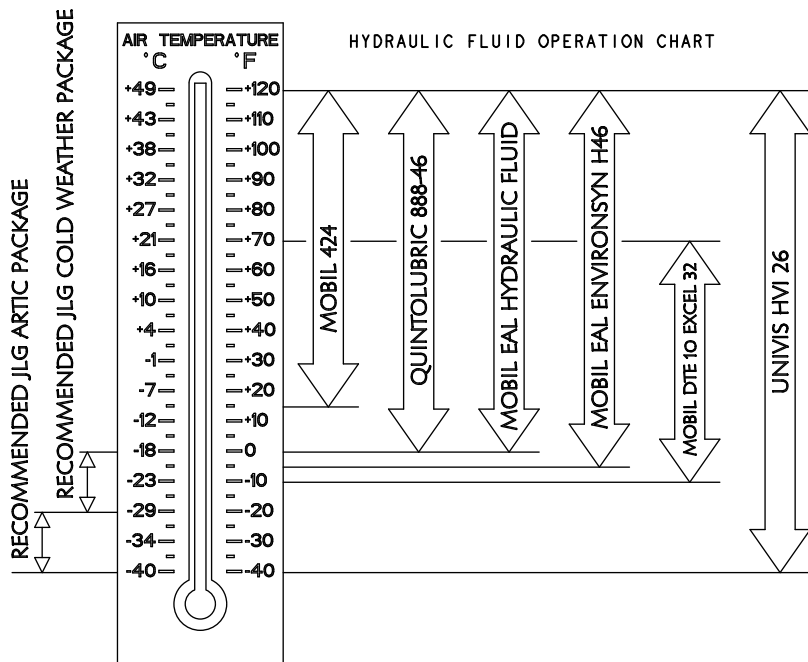 HYDRAULIC FLUID OPERATION CHART
AIR TEMPERATURE
°C °F
+49 +120
+43 +110
+38 +100
+32 +90
+27 +80
+21 +70
+16 +60
+10 +50
+4 +40
-1 +30
-7 +20
-12 +10
-18 0
-23 -10
-29 -20
-34 -30
-40 -40
RECOMMENDED JLG ARTIC PACKAGE
RECOMMENDED JLG COLD WEATHER PACKAGE
MOBIL 424
QUINTOLUBRIC 888-46
MOBIL EAL HYDRAULIC FLUID
MOBIL EAL ENVIRONSYN H46
MOBIL DTE 10 EXCEL 32
UNIVIS HVI 26